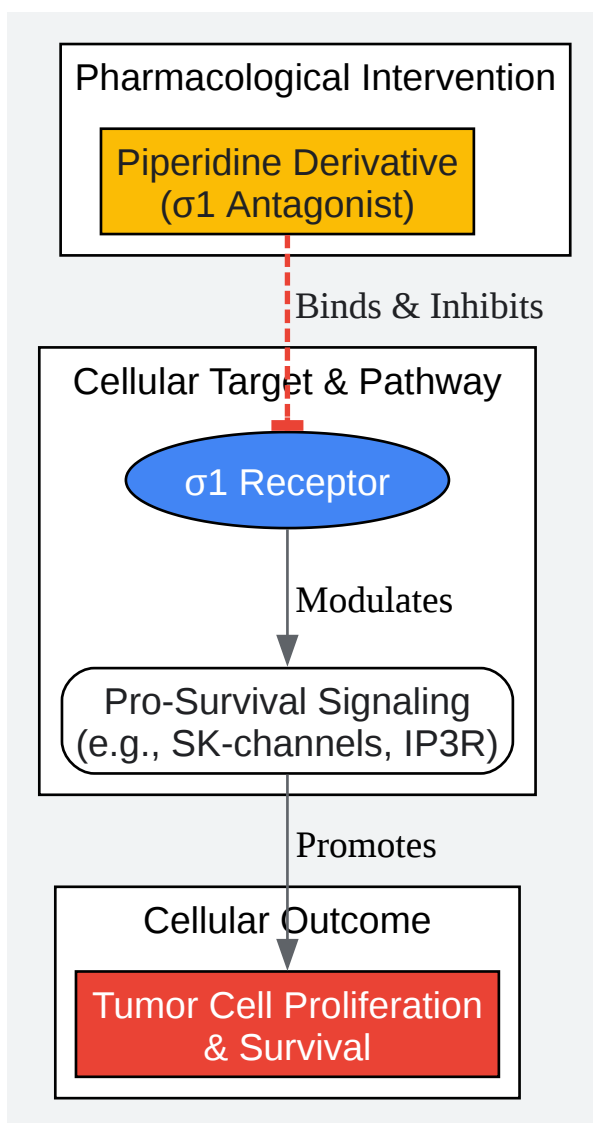 Pharmacological Intervention
Piperidine Derivative
(σ1 Antagonist)
Binds & Inhibits
Cellular Target & Pathway
σ1 Receptor
Modulates
Pro-Survival Signaling
(e.g., SK-channels, IP3R)
Promotes
Cellular Outcome
Tumor Cell Proliferation
& Survival